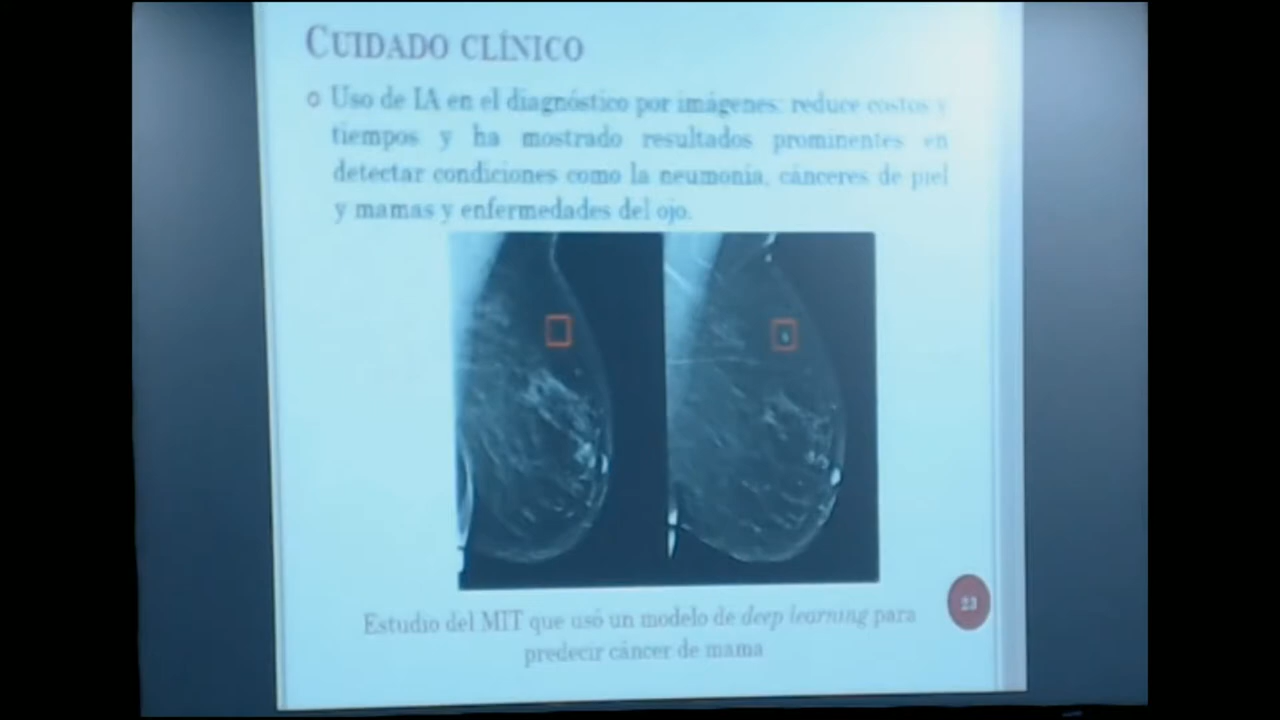 CUIDADO CLÍNICO
Uso de IA en el diagnóstico por imágenes: reduce costos y
tiempos y ha mostrado resultados prominentes en
detectar condiciones como la neumonia, cánceres de piel
y mamas y enfermedades del ojo.
Estudio del MIT que usó un modelo de deep learning para
predecir cáncer de mama
23